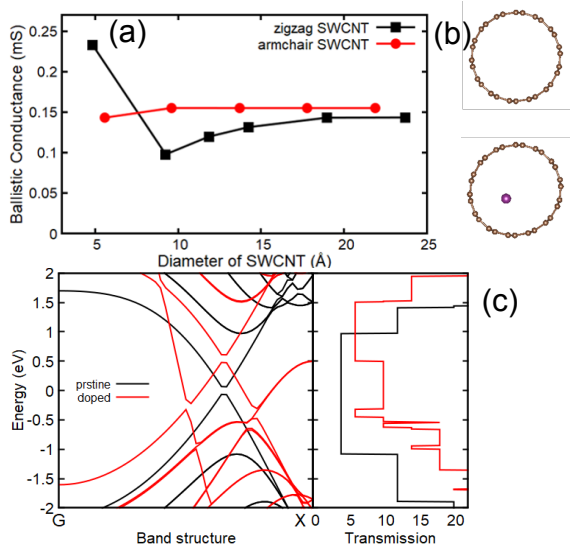 (a)
zigzag SWCNT
armchair SWCNT
(b)
Ballistic Conductance (mS)
0.25
0.2
0.15
0.1
0.05
0
5 10 15 20 25
Diameter of SWCNT (Å)
Energy (eV)
2
1.5
1
0.5
0
-0.5
-1
-1.5
-2
prstine
doped
(c)
G X 0 5 10 15 20
Band structure Transmission